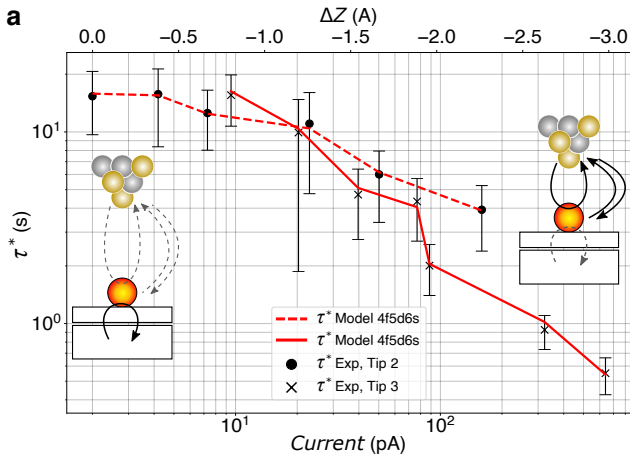 a
ΔZ (A)
0.0 −0.5 −1.0 −1.5 −2.0 −2.5 −3.0
10¹
10⁰
τ* (s)
τ* Model 4f5d6s
τ* Model 4f5d6s
τ* Exp, Tip 2
τ* Exp, Tip 3
10¹ 10²
Current (pA)